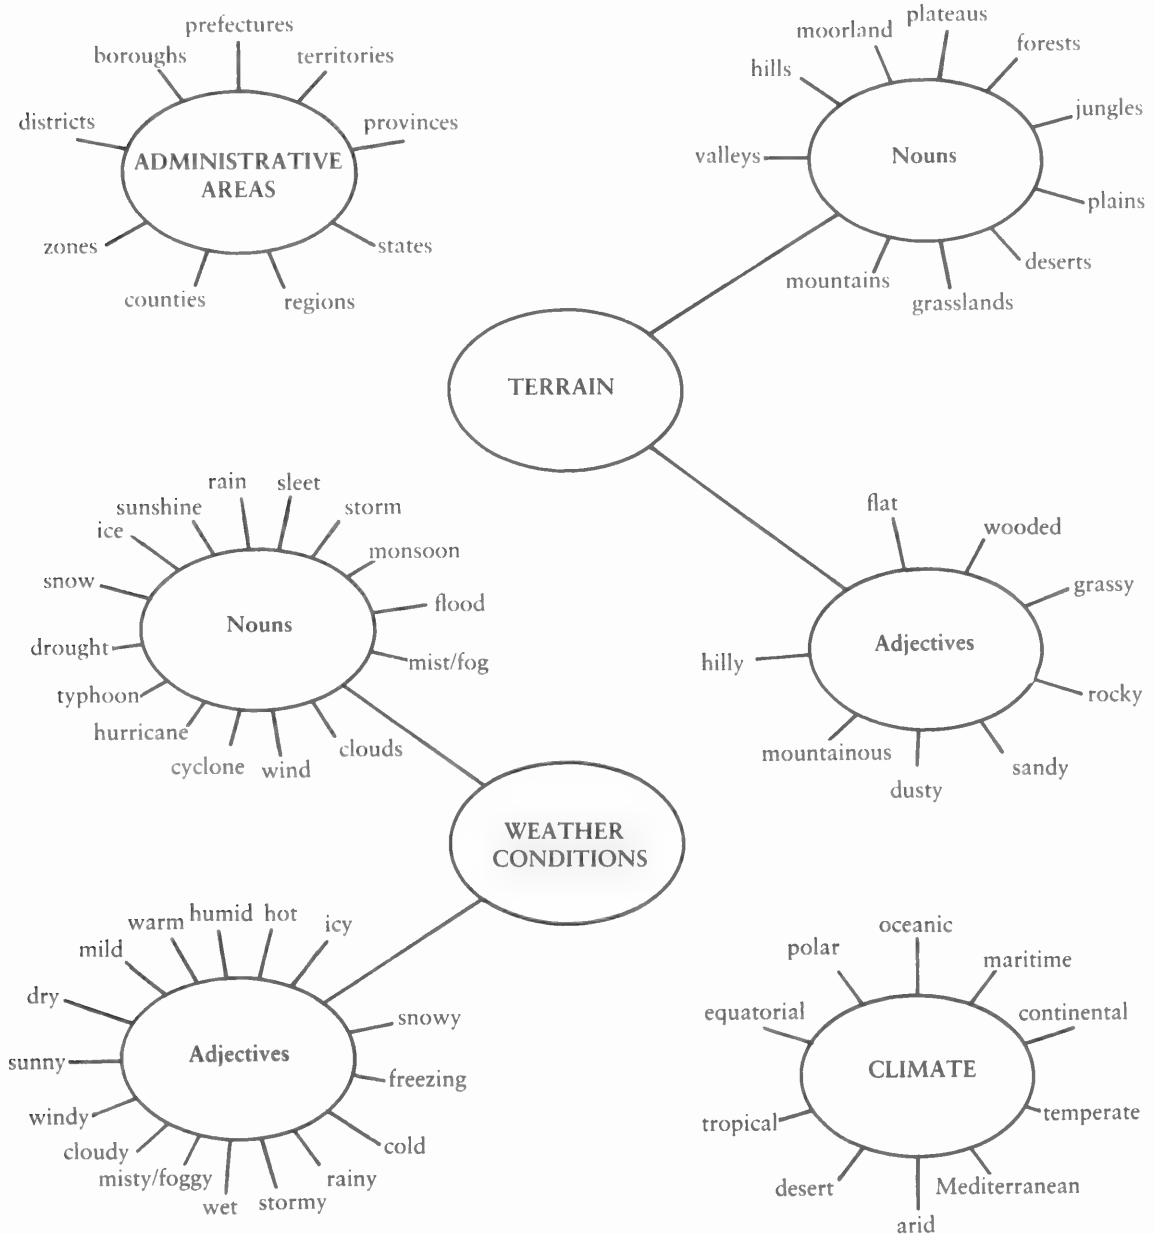 prefectures
boroughs
territories
districts
provinces
ADMINISTRATIVE
AREAS
zones
states
counties
regions
plateaus
moorland
forests
hills
jungles
valleys
Nouns
plains
deserts
mountains
grasslands
TERRAIN
flat
wooded
grassy
Adjectives
hilly
rocky
mountainous
sandy
dusty
rain
sleet
sunshine
storm
ice
monsoon
snow
flood
Nouns
drought
mist/fog
typhoon
hurricane
clouds
cyclone
wind
WEATHER
CONDITIONS
humid
hot
warm
icy
mild
dry
snowy
sunny
Adjectives
freezing
windy
cold
cloudy
misty/foggy
rainy
wet
stormy
oceanic
polar
maritime
equatorial
continental
CLIMATE
tropical
temperate
desert
Mediterranean
arid